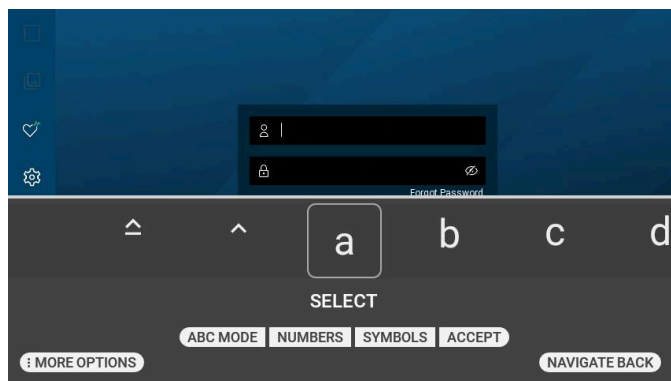 Forgot Password
a b c d
SELECT
ABC MODE NUMBERS SYMBOLS ACCEPT
MORE OPTIONS NAVIGATE BACK